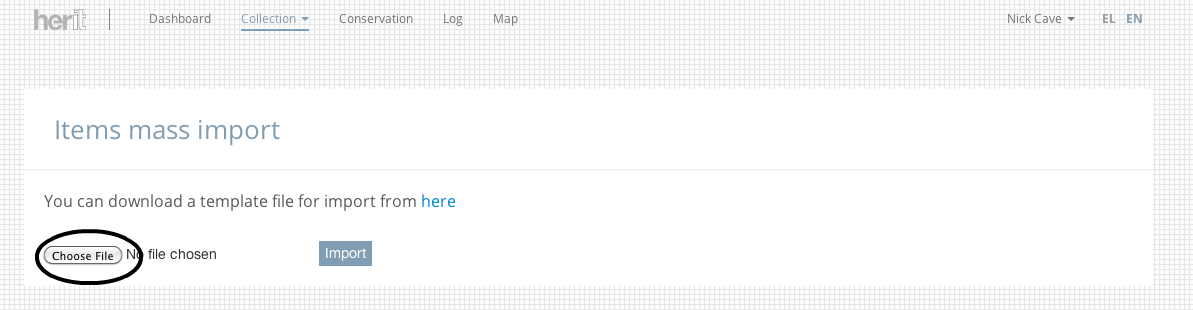 herit Dashboard Collection Conservation Log Map Nick Cave EL EN
Items mass import
You can download a template file for import from here
Choose File No file chosen Import